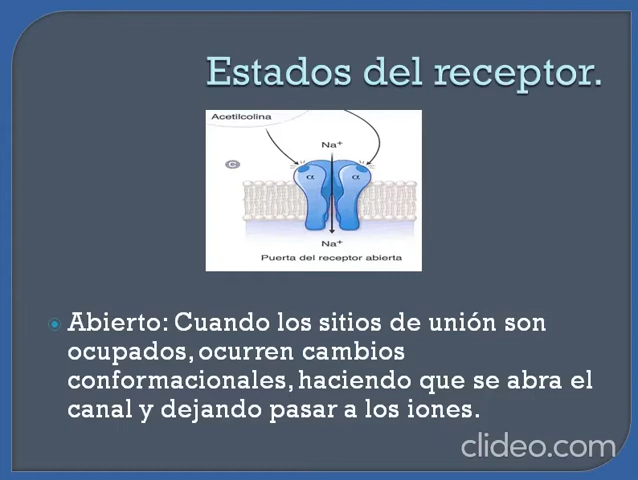 Estados del receptor.
Acetilcolina
Na+
C
α α
Na+
Puerta del receptor abierta
Abierto: Cuando los sitios de unión son
ocupados, ocurren cambios
conformacionales, haciendo que se abra el
canal y dejando pasar a los iones.
clideo.com